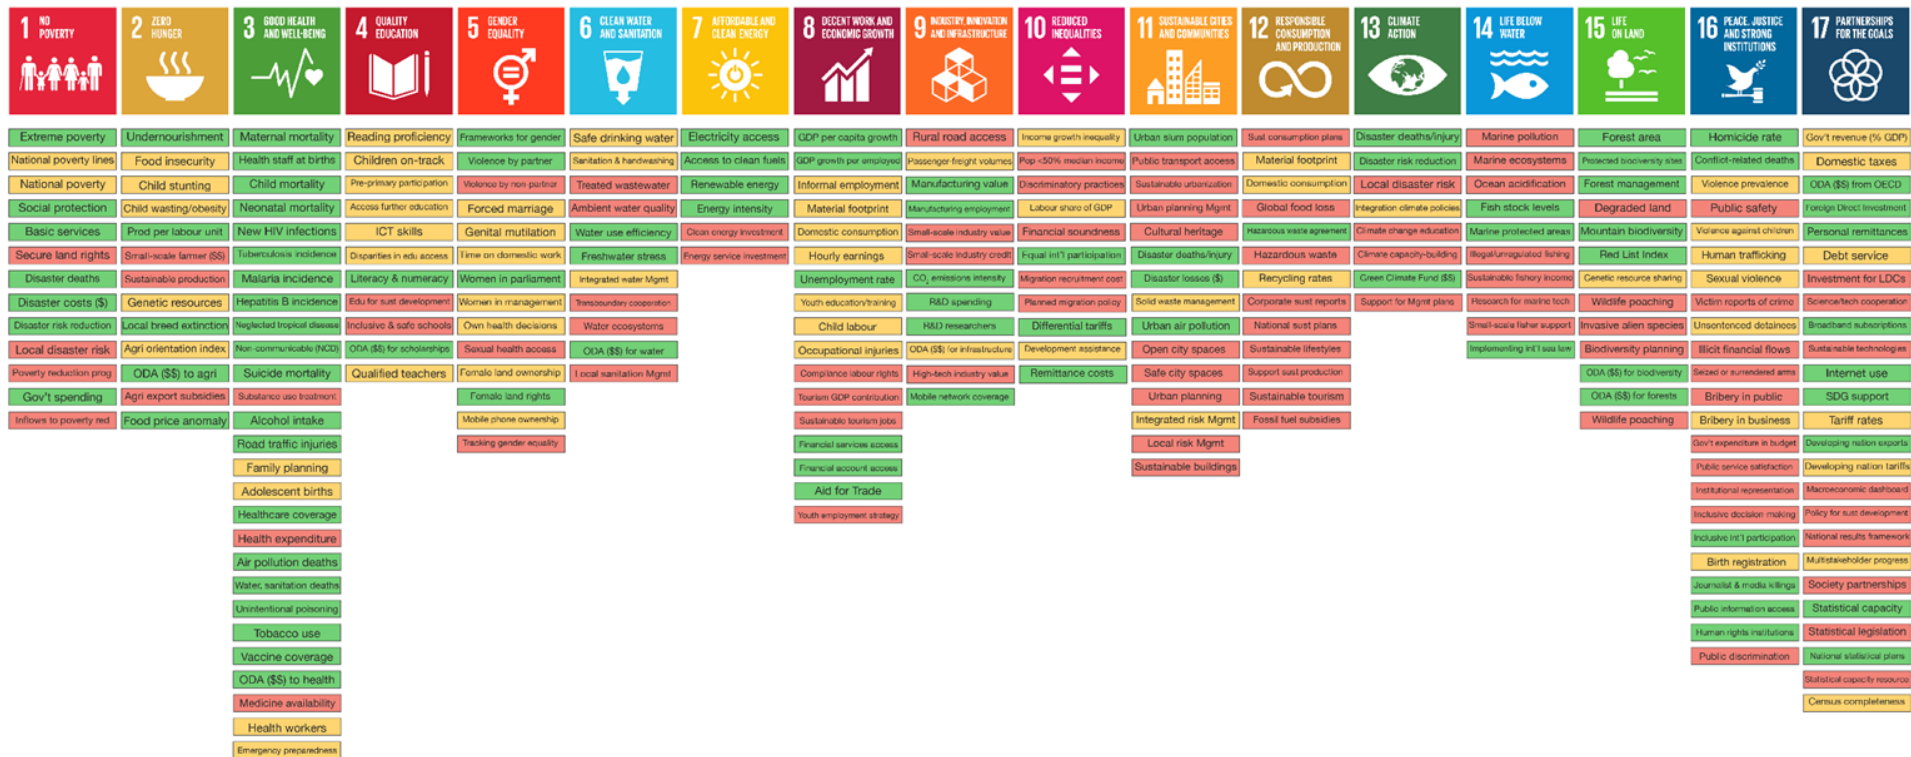 1 NO
POVERTY
Extreme poverty
National poverty lines
National poverty
Social protection
Basic services
Secure land rights
Disaster deaths
Disaster costs ($)
Disaster risk reduction
Local disaster risk
Poverty reduction prog
Gov't spending
Inflows to poverty red
2 ZERO
HUNGER
Undernourishment
Food insecurity
Child stunting
Child wasting/obesity
Prod per labour unit
Small-scale farmer ($$)
Sustainable production
Genetic resources
Local breed extinction
Agri orientation index
ODA ($$) to agri
Agri export subsidies
Food price anomaly
3 GOOD HEALTH
AND WELL-BEING
Maternal mortality
Health staff at births
Child mortality
Neonatal mortality
New HIV infections
Tuberculosis incidence
Malaria incidence
Hepatitis B incidence
Neglected tropical disease
Non-communicable (NCD)
Suicide mortality
Substance use treatment
Alcohol intake
Road traffic injuries
Family planning
Adolescent births
Healthcare coverage
Health expenditure
Air pollution deaths
Water, sanitation deaths
Unintentional poisoning
Tobacco use
Vaccine coverage
ODA ($$) to health
Medicine availability
Health workers
Emergency preparedness
4 QUALITY
EDUCATION
Reading proficiency
Children on-track
Pre-primary participation
Access further education
ICT skills
Disparities in edu access
Literacy & numeracy
Edu for sust development
Inclusive & safe schools
ODA ($$) for scholarships
Qualified teachers
5 GENDER
EQUALITY
Frameworks for gender
Violence by partner
Violence by non-partner
Forced marriage
Genital mutilation
Time on domestic work
Women in parliament
Women in management
Own health decisions
Sexual health access
Female land ownership
Female land rights
Mobile phone ownership
Tracking gender equality
6 CLEAN WATER
AND SANITATION
Safe drinking water
Sanitation & handwashing
Treated wastewater
Ambient water quality
Water use efficiency
Freshwater stress
Integrated water Mgmt
Transboundary cooperation
Water ecosystems
ODA ($$) for water
Local sanitation Mgmt
7 AFFORDABLE AND
CLEAN ENERGY
Electricity access
Access to clean fuels
Renewable energy
Energy intensity
Clean energy investment
Energy service investment
8 DECENT WORK AND
ECONOMIC GROWTH
GDP per capita growth
GDP growth per employed
Informal employment
Material footprint
Domestic consumption
Hourly earnings
Unemployment rate
Youth education/training
Child labour
Occupational injuries
Compliance labour rights
Tourism GDP contribution
Sustainable tourism jobs
Financial services access
Financial account access
Aid for Trade
Youth employment strategy
9 INDUSTRY, INNOVATION
AND INFRASTRUCTURE
Rural road access
Passenger-freight volumes
Manufacturing value
Manufacturing employment
Small-scale industry value
Small-scale industry credit
CO2 emissions intensity
R&D spending
R&D researchers
ODA ($$) for infrastructure
High-tech industry value
Mobile network coverage
10 REDUCED
INEQUALITIES
Income growth inequality
Pop <50% median income
Discriminatory practices
Labour share of GDP
Financial soundness
Equal int'l participation
Migration recruitment cost
Planned migration policy
Differential tariffs
Development assistance
Remittance costs
11 SUSTAINABLE CITIES
AND COMMUNITIES
Urban slum population
Public transport access
Sustainable urbanization
Urban planning Mgmt
Cultural heritage
Disaster deaths/injury
Disaster losses ($)
Solid waste management
Urban air pollution
Open city spaces
Safe city spaces
Urban planning
Integrated risk Mgmt
Local risk Mgmt
Sustainable buildings
12 RESPONSIBLE
CONSUMPTION
AND PRODUCTION
Sust consumption plans
Material footprint
Domestic consumption
Global food loss
Hazardous waste agreement
Hazardous waste
Recycling rates
Corporate sust reports
National sust plans
Sustainable lifestyles
Support sust production
Sustainable tourism
Fossil fuel subsidies
13 CLIMATE
ACTION
Disaster deaths/injury
Disaster risk reduction
Local disaster risk
Integration climate policies
Climate change education
Climate capacity-building
Green Climate Fund ($$)
Support for Mgmt plans
14 LIFE BELOW
WATER
Marine pollution
Marine ecosystems
Ocean acidification
Fish stock levels
Marine protected areas
Illegal/unregulated fishing
Sustainable fishery income
Research for marine tech
Small-scale fisher support
Implementing int'l sea law
15 LIFE
ON LAND
Forest area
Protected biodiversity sites
Forest management
Degraded land
Mountain biodiversity
Red List Index
Genetic resource sharing
Wildlife poaching
Invasive alien species
Biodiversity planning
ODA ($$) for biodiversity
ODA ($$) for forests
Wildlife poaching
16 PEACE, JUSTICE
AND STRONG
INSTITUTIONS
Homicide rate
Conflict-related deaths
Violence prevalence
Public safety
Violence against children
Human trafficking
Sexual violence
Victim reports of crime
Unsentenced detainees
Illicit financial flows
Seized or surrendered arms
Bribery in public
Bribery in business
Gov't expenditure in budget
Public service satisfaction
Institutional representation
Inclusive decision-making
Inclusive int'l participation
Birth registration
Journalist & media killings
Public information access
Human rights institutions
Public discrimination
17 PARTNERSHIPS
FOR THE GOALS
Gov't revenue (% GDP)
Domestic taxes
ODA ($$) from OECD
Foreign Direct Investment
Personal remittances
Debt service
Investment for LDCs
Science/tech cooperation
Broadband subscriptions
Sustainable technologies
Internet use
SDG support
Tariff rates
Developing nation exports
Developing nation tariffs
Macroeconomic dashboard
Policy for sust development
National results framework
Multistakeholder progress
Society partnerships
Statistical capacity
Statistical legislation
National statistical plans
Statistical capacity resource
Census completeness